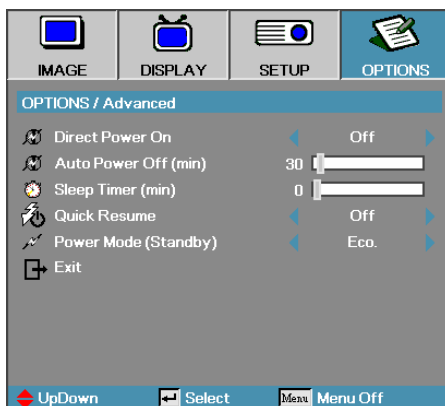 IMAGE DISPLAY SETUP OPTIONS
OPTIONS / Advanced
Direct Power On Off
Auto Power Off (min) 30
Sleep Timer (min) 0
Quick Resume Off
Power Mode (Standby) Eco.
Exit
UpDown Select Menu Menu Off